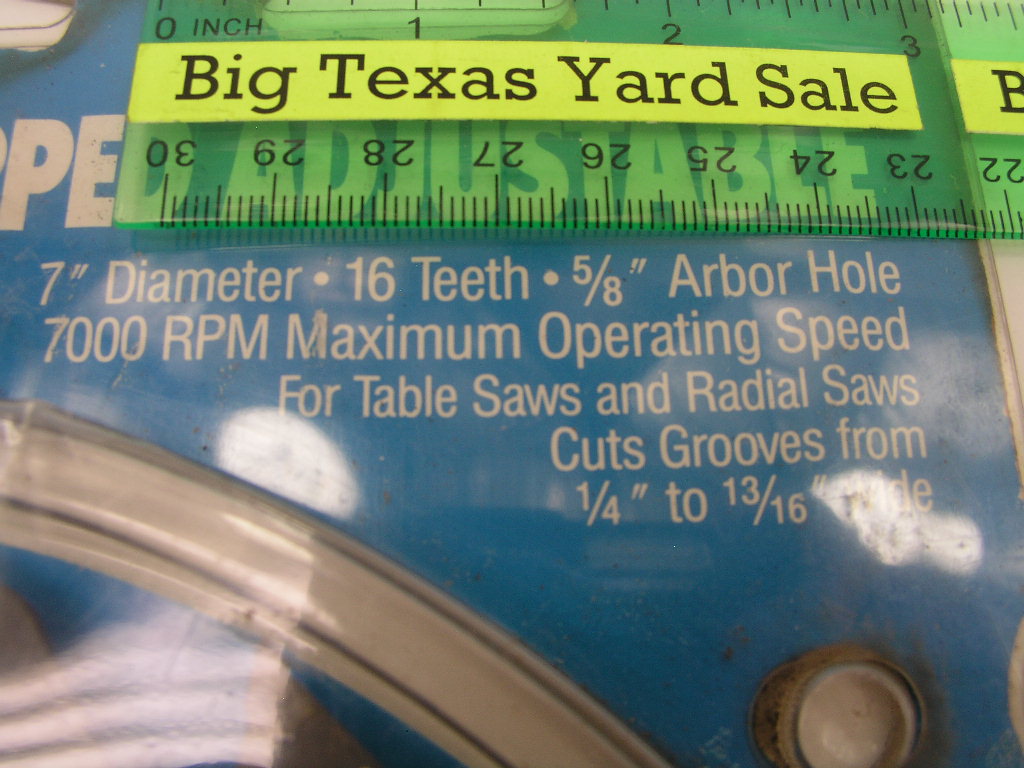 0 INCH 1 2 3
Big Texas Yard Sale
B
PPED ADJUSTABLE
30 29 28 27 26 25 24 23 22
7" Diameter • 16 Teeth • 5/8" Arbor Hole
7000 RPM Maximum Operating Speed
For Table Saws and Radial Saws
Cuts Grooves from
1/4" to 13/16" wide